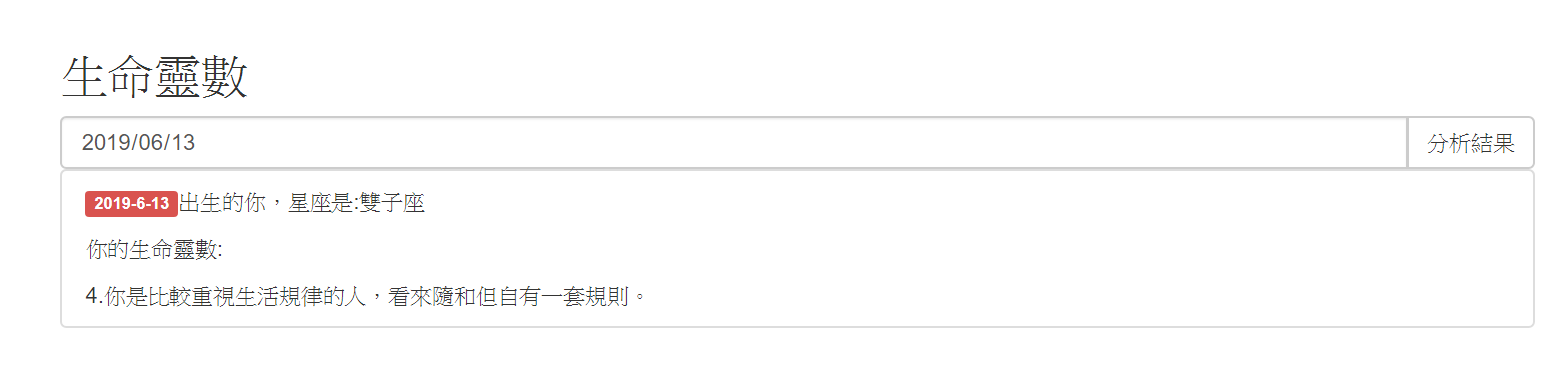 生命靈數
2019/06/13 分析結果
2019-6-13出生的你，星座是:雙子座
你的生命靈數:
4.你是比較重視生活規律的人，看來隨和但自有一套規則。